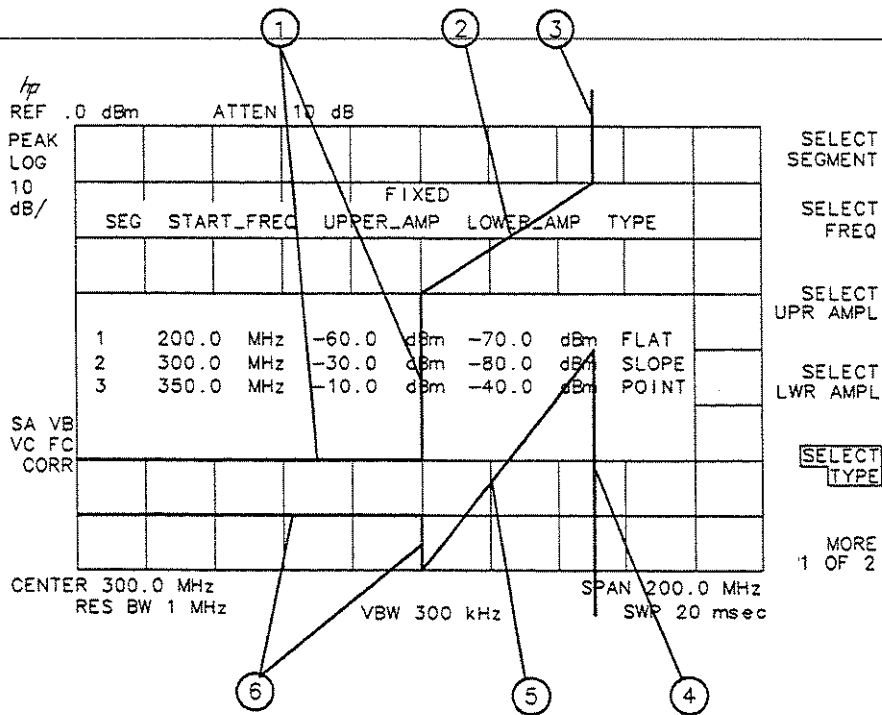 1 2 3
hp
REF .0 dBm ATTEN 10 dB
PEAK
LOG
10
dB/
FIXED
SEG START_FREQ UPPER_AMP LOWER_AMP TYPE
1 200.0 MHz -60.0 dBm -70.0 dBm FLAT
2 300.0 MHz -30.0 dBm -80.0 dBm SLOPE
3 350.0 MHz -10.0 dBm -40.0 dBm POINT
SA VB
VC FC
CORR
SELECT
SEGMENT
SELECT
FREQ
SELECT
UPR AMPL
SELECT
LWR AMPL
SELECT
TYPE
MORE
1 OF 2
CENTER 300.0 MHz SPAN 200.0 MHz
RES BW 1 MHz VBW 300 kHz SWP 20 msec
6 5 4